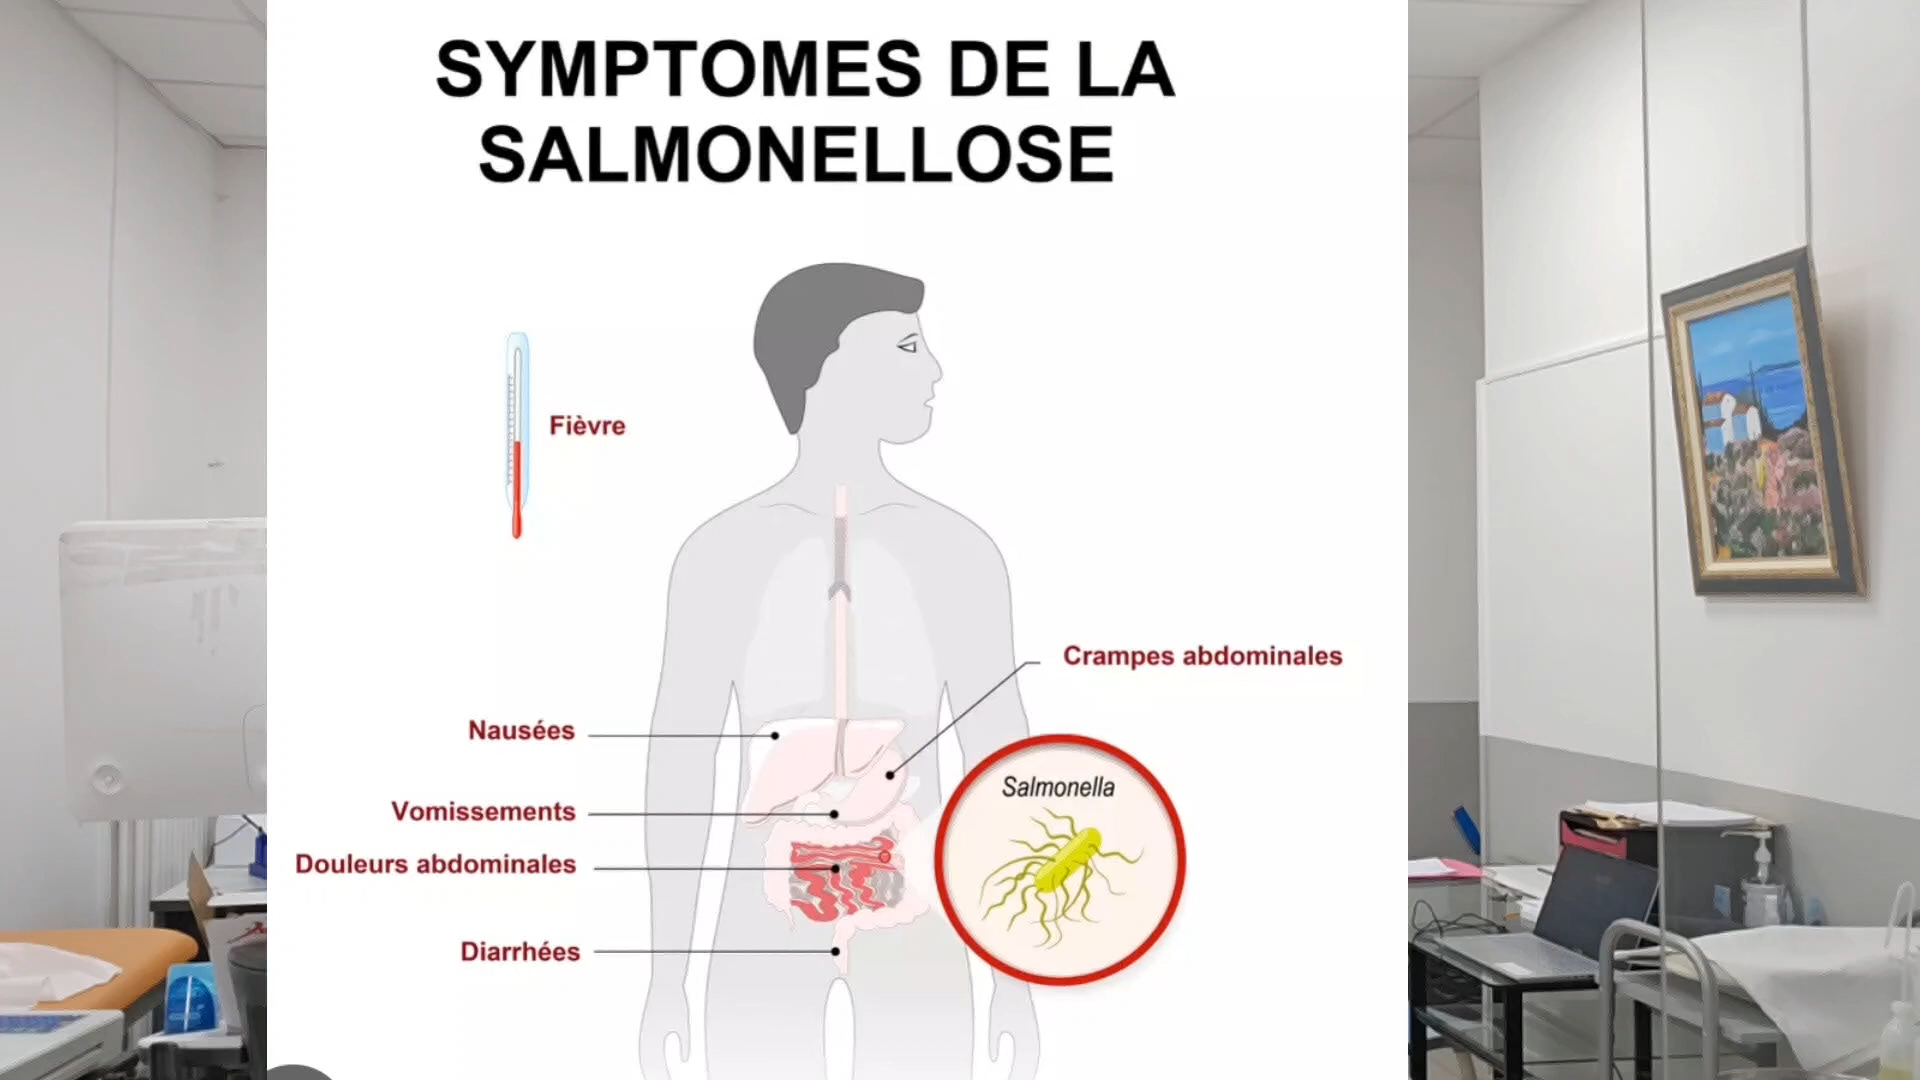 SYMPTOMES DE LA
SALMONELLOSE
Fièvre
Crampes abdominales
Nausées
Salmonella
Vomissements
Douleurs abdominales
Diarrhées